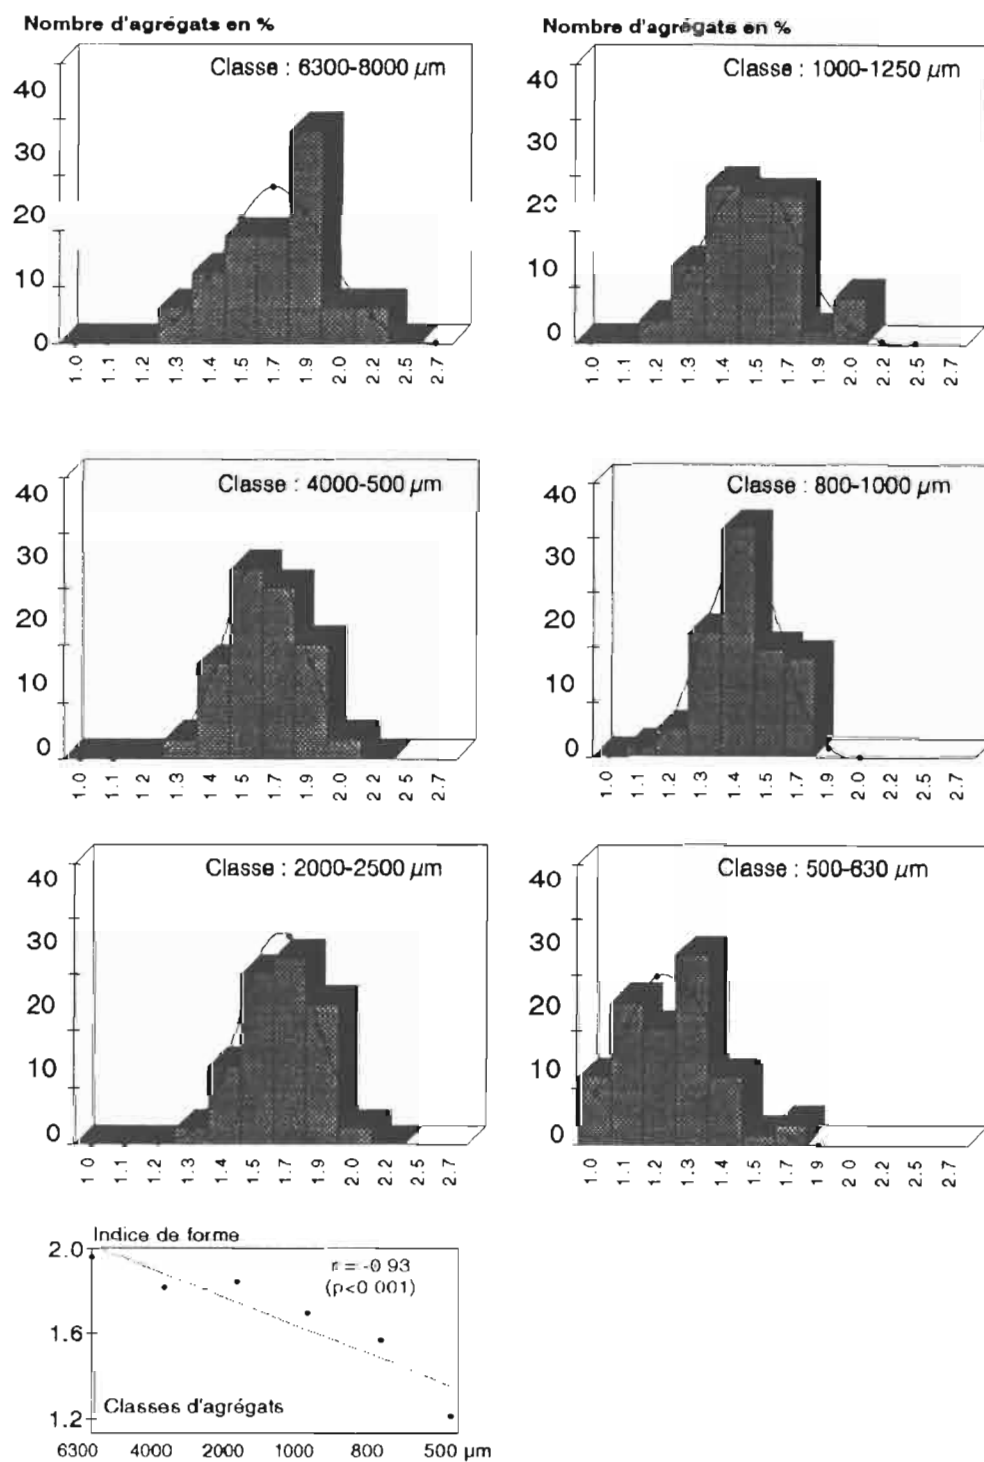 Nombre d'agrégats en %
Classe : 6300-8000 µm
40
30
20
10
0
1.0 1.1 1.2 1.3 1.4 1.5 1.7 1.9 2.0 2.2 2.5 2.7
Nombre d'agrégats en %
Classe : 1000-1250 µm
40
30
20
10
0
1.0 1.1 1.2 1.3 1.4 1.5 1.7 1.9 2.0 2.2 2.5 2.7
Classe : 4000-500 µm
40
30
20
10
0
1.0 1.1 1.2 1.3 1.4 1.5 1.7 1.9 2.0 2.2 2.5 2.7
Classe : 800-1000 µm
40
30
20
10
0
1.0 1.1 1.2 1.3 1.4 1.5 1.7 1.9 2.0 2.2 2.5 2.7
Classe : 2000-2500 µm
40
30
20
10
0
1.0 1.1 1.2 1.3 1.4 1.5 1.7 1.9 2.0 2.2 2.5 2.7
Classe : 500-630 µm
40
30
20
10
0
1.0 1.1 1.2 1.3 1.4 1.5 1.7 1.9 2.0 2.2 2.5 2.7
Indice de forme
2.0
r = -0.93
(p<0.001)
1.6
Classes d'agrégats
1.2
6300 4000 2000 1000 800 500 µm